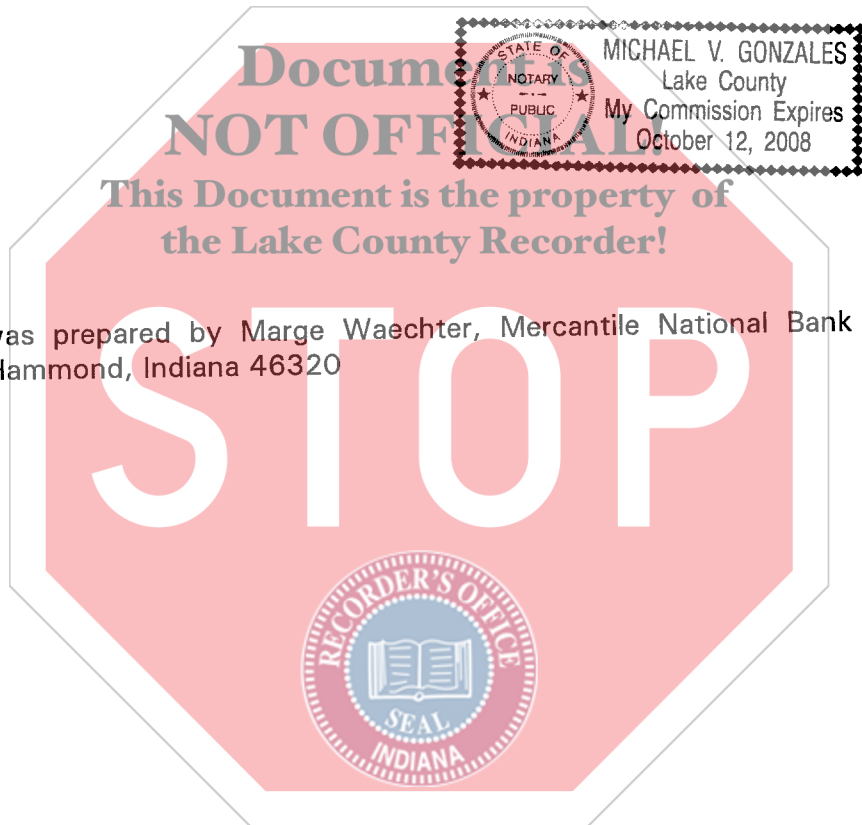 STATE OF
NOTARY
PUBLIC
INDIANA
MICHAEL V. GONZALES
Lake County
My Commission Expires
October 12, 2008
Document is
NOT OFFICIAL!
This Document is the property of
the Lake County Recorder!
was prepared by Marge Waechter, Mercantile National Bank
Hammond, Indiana 46320
STOP
RECORDER'S OFFICE
SEAL
INDIANA